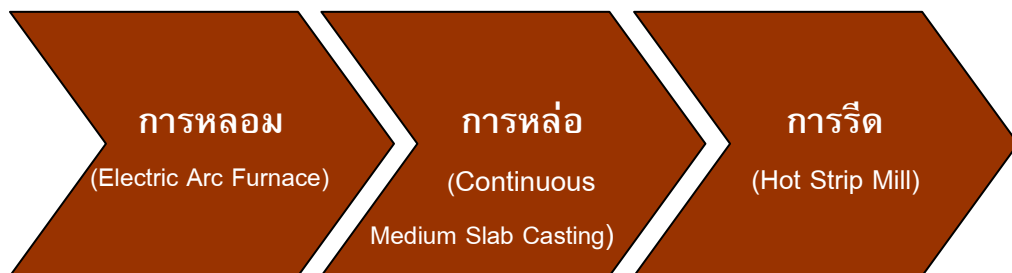 การหลอม
(Electric Arc Furnace)
การหล่อ
(Continuous
Medium Slab Casting)
การรีด
(Hot Strip Mill)